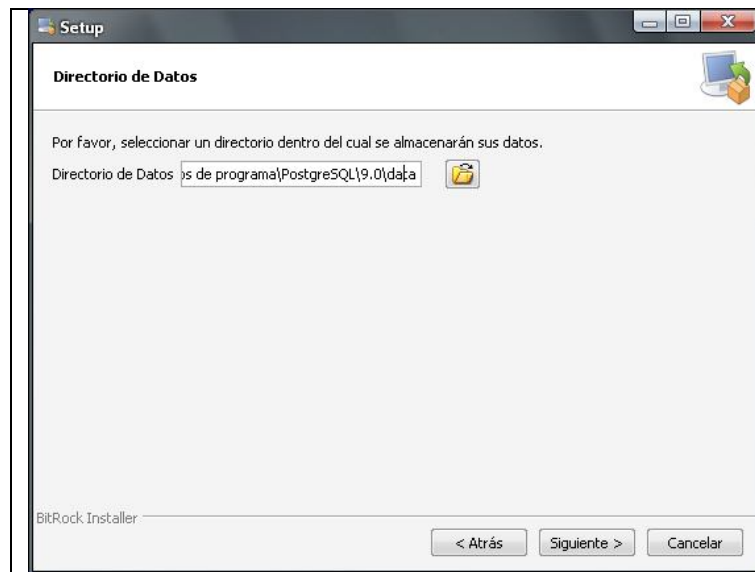 Setup
Directorio de Datos
Por favor, seleccionar un directorio dentro del cual se almacenarán sus datos.
Directorio de Datos os de programa\PostgreSQL\9.0\data
BitRock Installer
< Atrás Siguiente > Cancelar